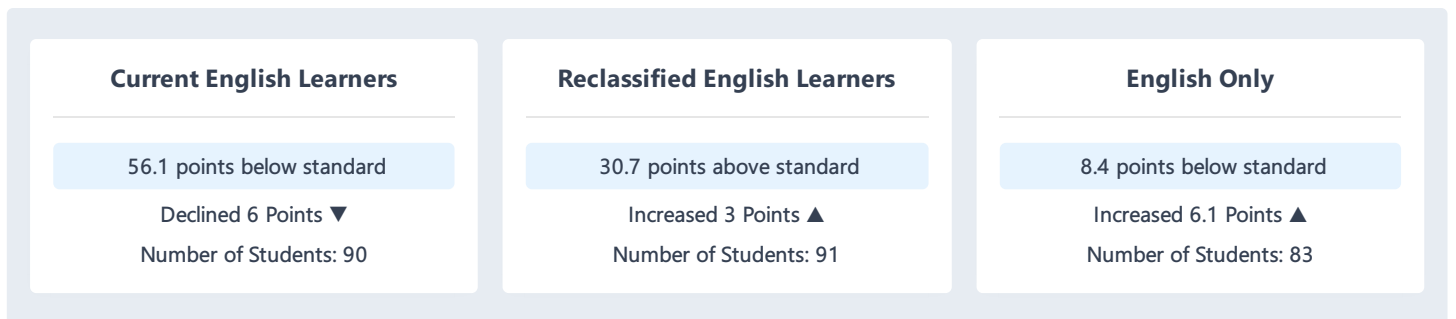 Current English Learners
56.1 points below standard
Declined 6 Points ▼
Number of Students: 90
Reclassified English Learners
30.7 points above standard
Increased 3 Points ▲
Number of Students: 91
English Only
8.4 points below standard
Increased 6.1 Points ▲
Number of Students: 83